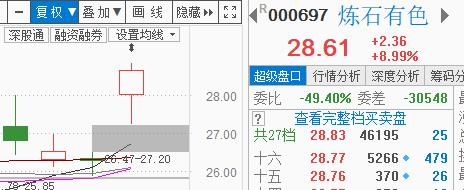 复权 叠加 画线 隐藏
R 000697 炼石有色
深股通 融资融券 设置均线
28.61 +2.36
+8.99%
超级盘口 行情分析 深度分析 筹码分
委比 -49.40% 委差 -30548
? 查看完整档买卖盘
共27档 28.83 46195 25
十六 28.77 5266 479
十五 28.76 370 26
28.00
27.00
26.47-27.20
26.00